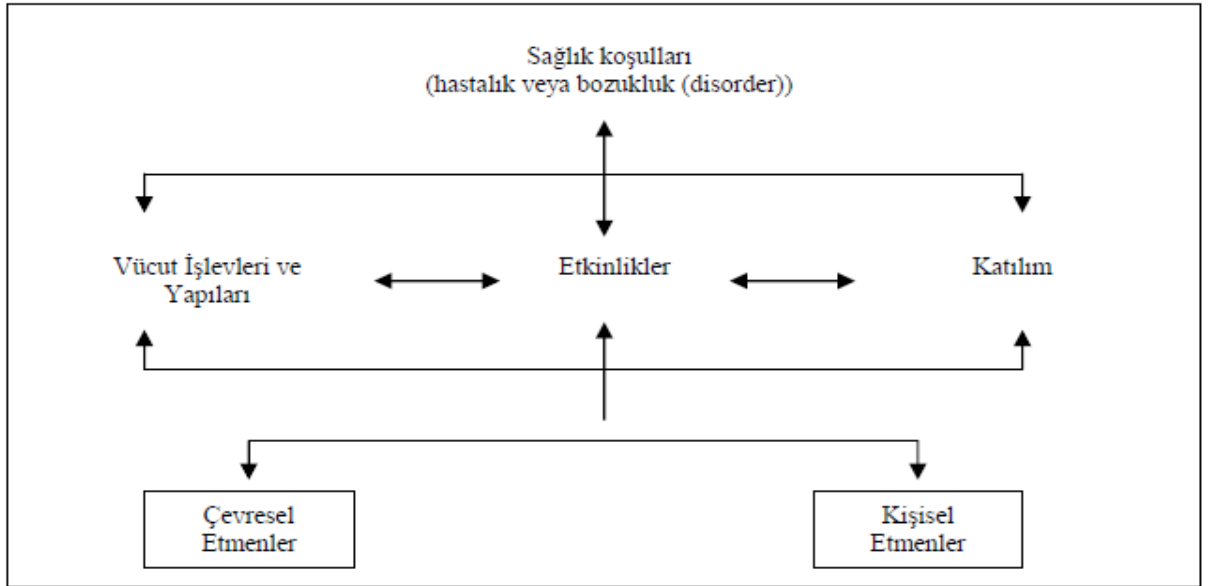 Sağlık koşulları
(hastalık veya bozukluk (disorder))
Vücut İşlevleri ve
Yapıları
Etkinlikler
Katılım
Çevresel
Etmenler
Kişisel
Etmenler